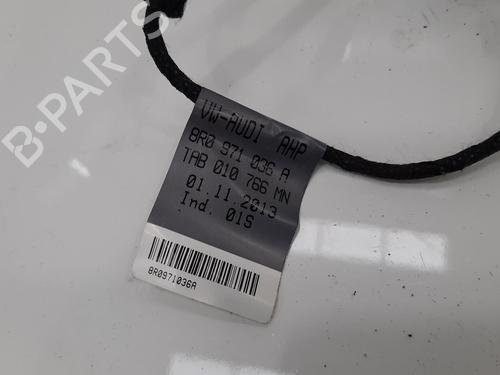 B-PARTS
VW-AUDI AHP
8R0 971 036 A
TAB 010 766 MN
01.11.2013
Ind. 01S
8R0971036A